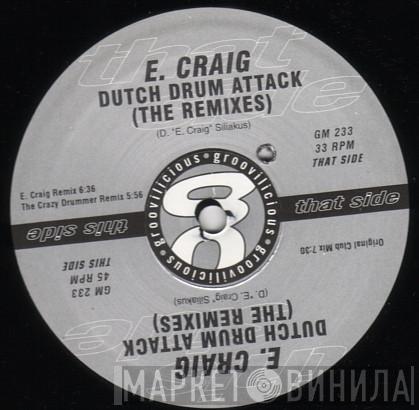 that
side
E. CRAIG
DUTCH DRUM ATTACK
(THE REMIXES)
(D. "E. Craig" Siliakus)
GM 233
33 RPM
THAT SIDE
E. Craig Remix 6:36
The Crazy Drummer Remix 5:56
groovilicious • groovilicious • groovilicious •
this side
that side
Original Club Mix 7:30
GM 233
45 RPM
THIS SIDE
(D. "E. Craig" Siliakus)
DUTCH DRUM ATTACK
(THE REMIXES)
E. CRAIG
МАРКЕТ ВИНИЛА